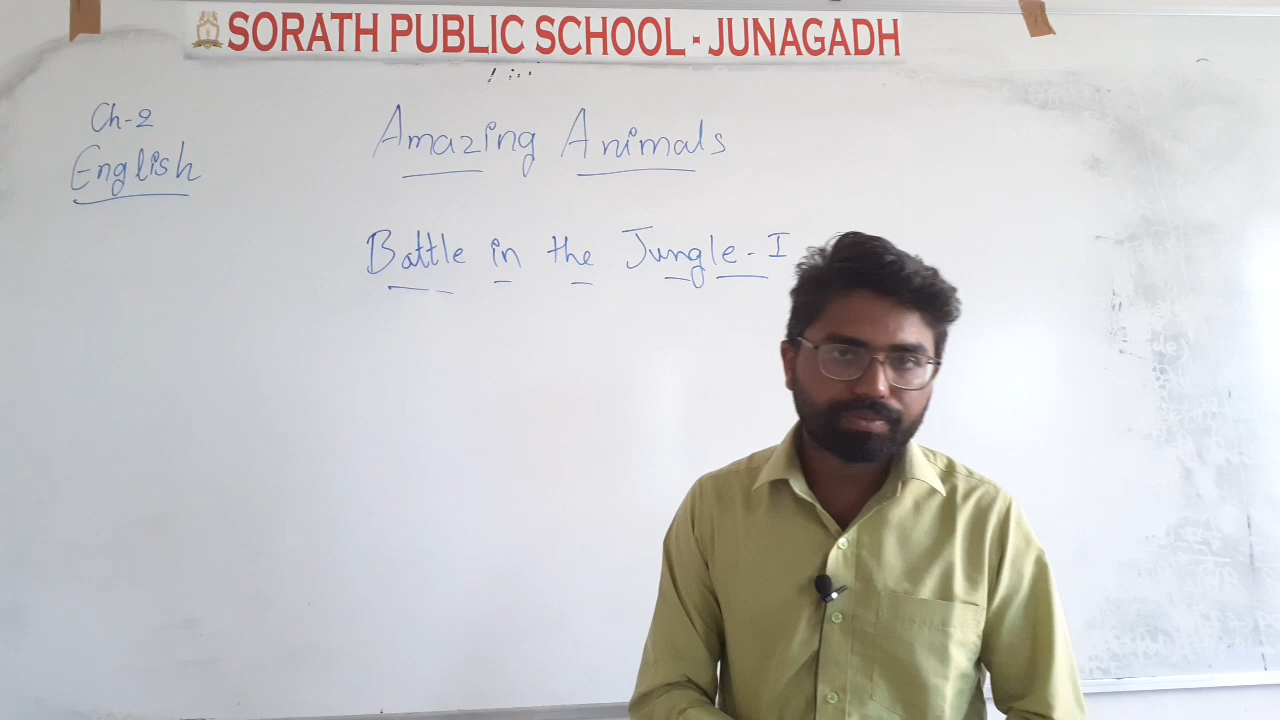 SORATH PUBLIC SCHOOL - JUNAGADH
Ch-2
English
Amazing Animals
Battle in the Jungle - I